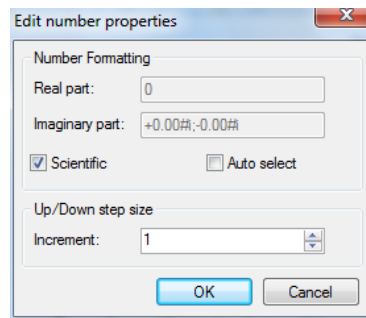 Edit number properties
Number Formatting
Real part: 0
Imaginary part: +0.00#i;-0.00#i
Scientific Auto select
Up/Down step size
Increment: 1
OK Cancel